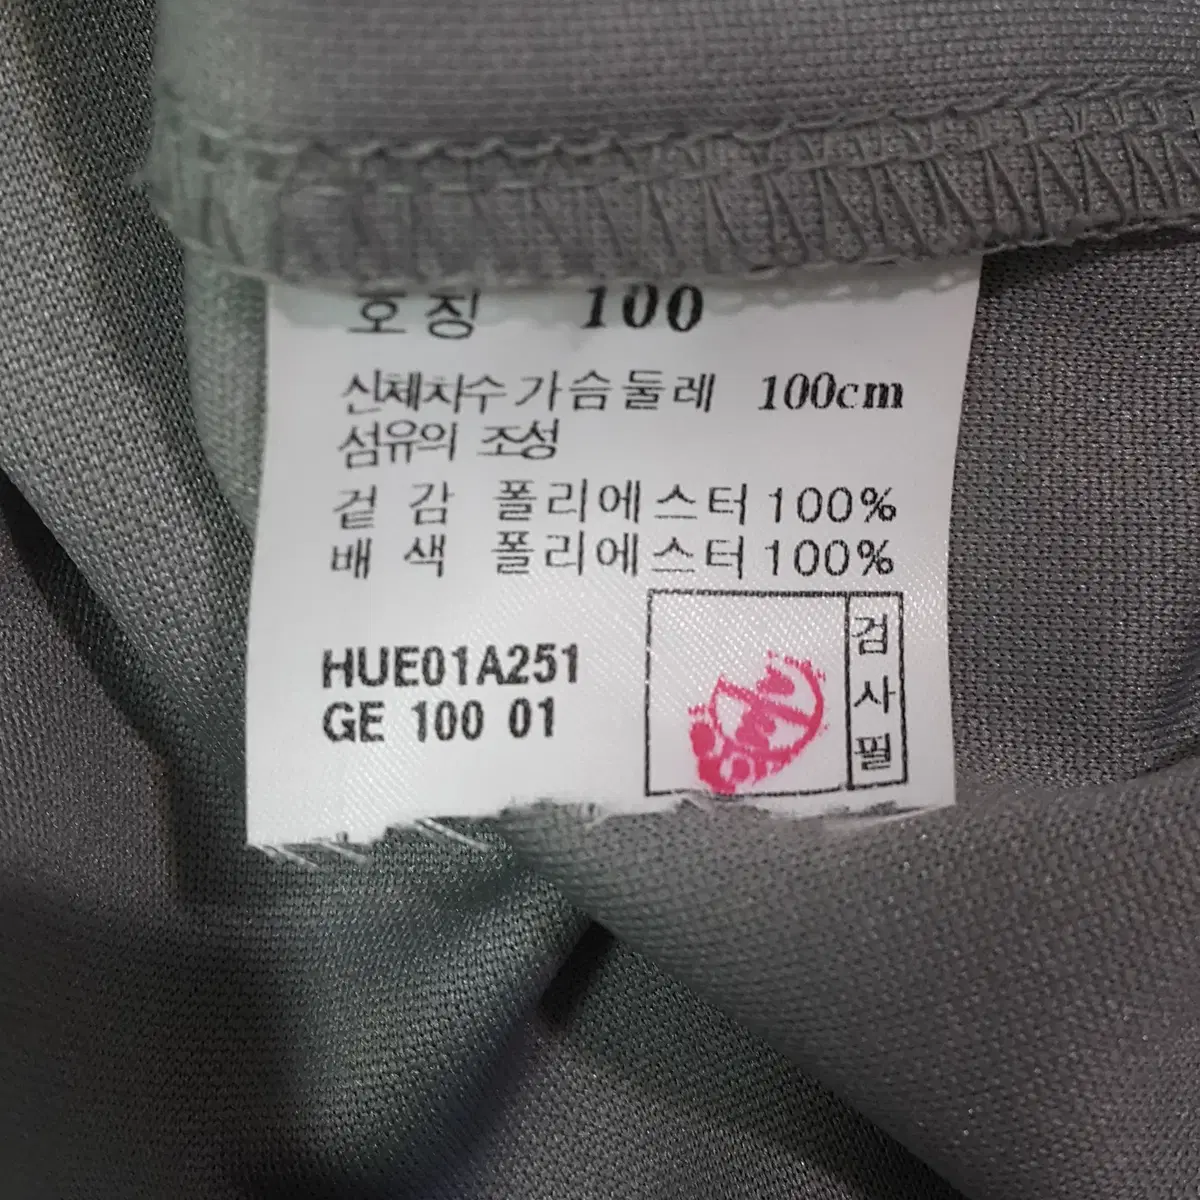 호칭 100
신체치수 가슴둘레 100cm
섬유의 조성
겉감 폴리에스터 100%
배색 폴리에스터 100%
HUE01A251
GE 100 01
검사필